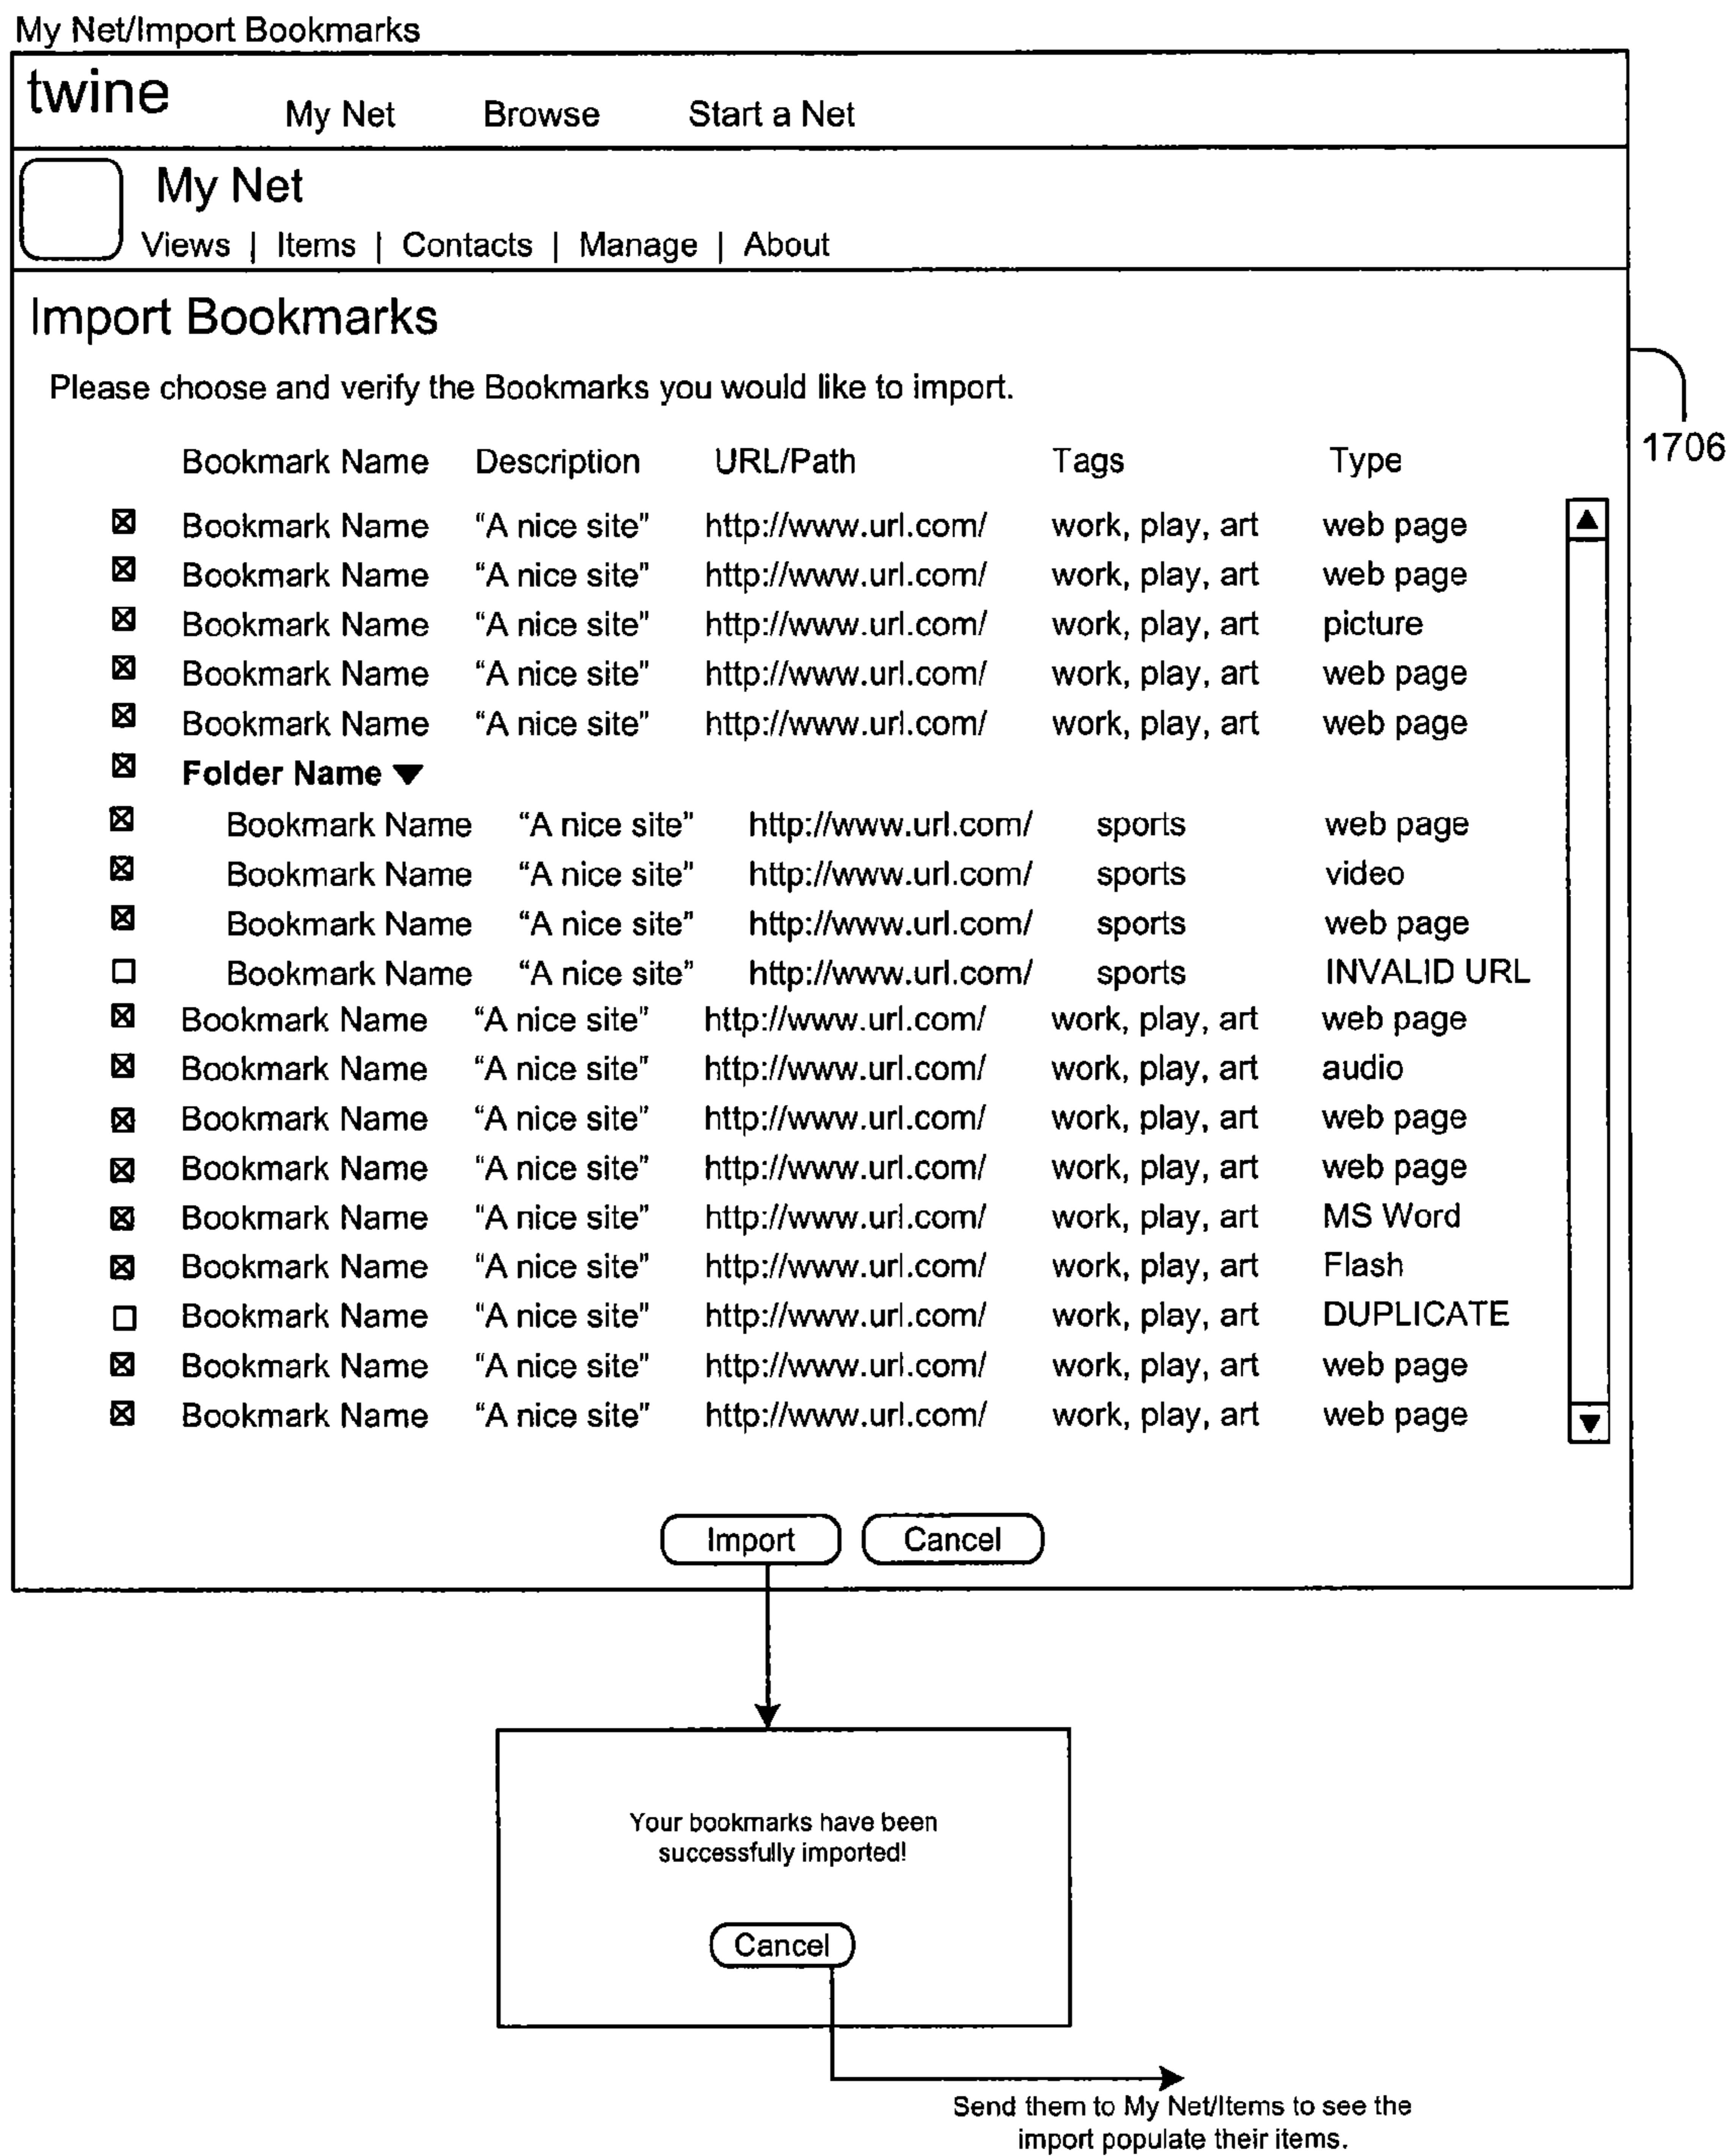 My Net/Import Bookmarks
twine My Net Browse Start a Net
My Net
Views | Items | Contacts | Manage | About
Import Bookmarks
Please choose and verify the Bookmarks you would like to import.
1706
Bookmark Name Description URL/Path Tags Type
Bookmark Name “A nice site” http://www.url.com/ work, play, art web page
Bookmark Name “A nice site” http://www.url.com/ work, play, art web page
Bookmark Name “A nice site” http://www.url.com/ work, play, art picture
Bookmark Name “A nice site” http://www.url.com/ work, play, art web page
Bookmark Name “A nice site” http://www.url.com/ work, play, art web page
Folder Name
Bookmark Name “A nice site” http://www.url.com/ sports web page
Bookmark Name “A nice site” http://www.url.com/ sports video
Bookmark Name “A nice site” http://www.url.com/ sports web page
Bookmark Name “A nice site” http://www.url.com/ sports INVALID URL
Bookmark Name “A nice site” http://www.url.com/ work, play, art web page
Bookmark Name “A nice site” http://www.url.com/ work, play, art audio
Bookmark Name “A nice site” http://www.url.com/ work, play, art web page
Bookmark Name “A nice site” http://www.url.com/ work, play, art web page
Bookmark Name “A nice site” http://www.url.com/ work, play, art MS Word
Bookmark Name “A nice site” http://www.url.com/ work, play, art Flash
Bookmark Name “A nice site” http://www.url.com/ work, play, art DUPLICATE
Bookmark Name “A nice site” http://www.url.com/ work, play, art web page
Bookmark Name “A nice site” http://www.url.com/ work, play, art web page
Import Cancel
Your bookmarks have been
successfully imported!
Cancel
Send them to My Net/Items to see the
import populate their items.